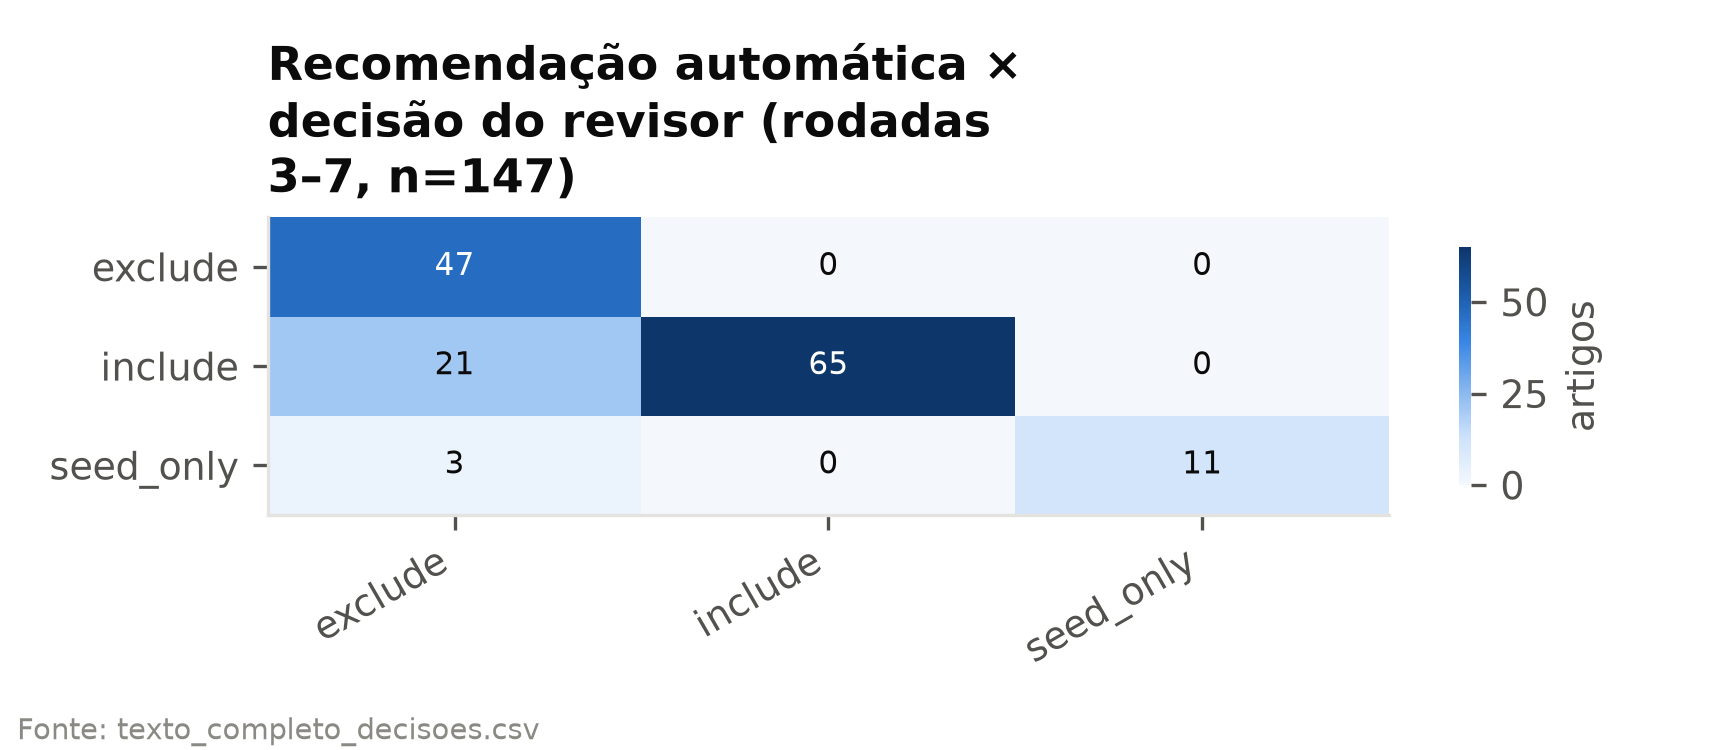 Recomendação automática ×
decisão do revisor (rodadas
3–7, n=147)
exclude
47
0
0
include
21
65
0
seed_only
3
0
11
exclude
include
seed_only
50
25
0
artigos
Fonte: texto_completo_decisoes.csv